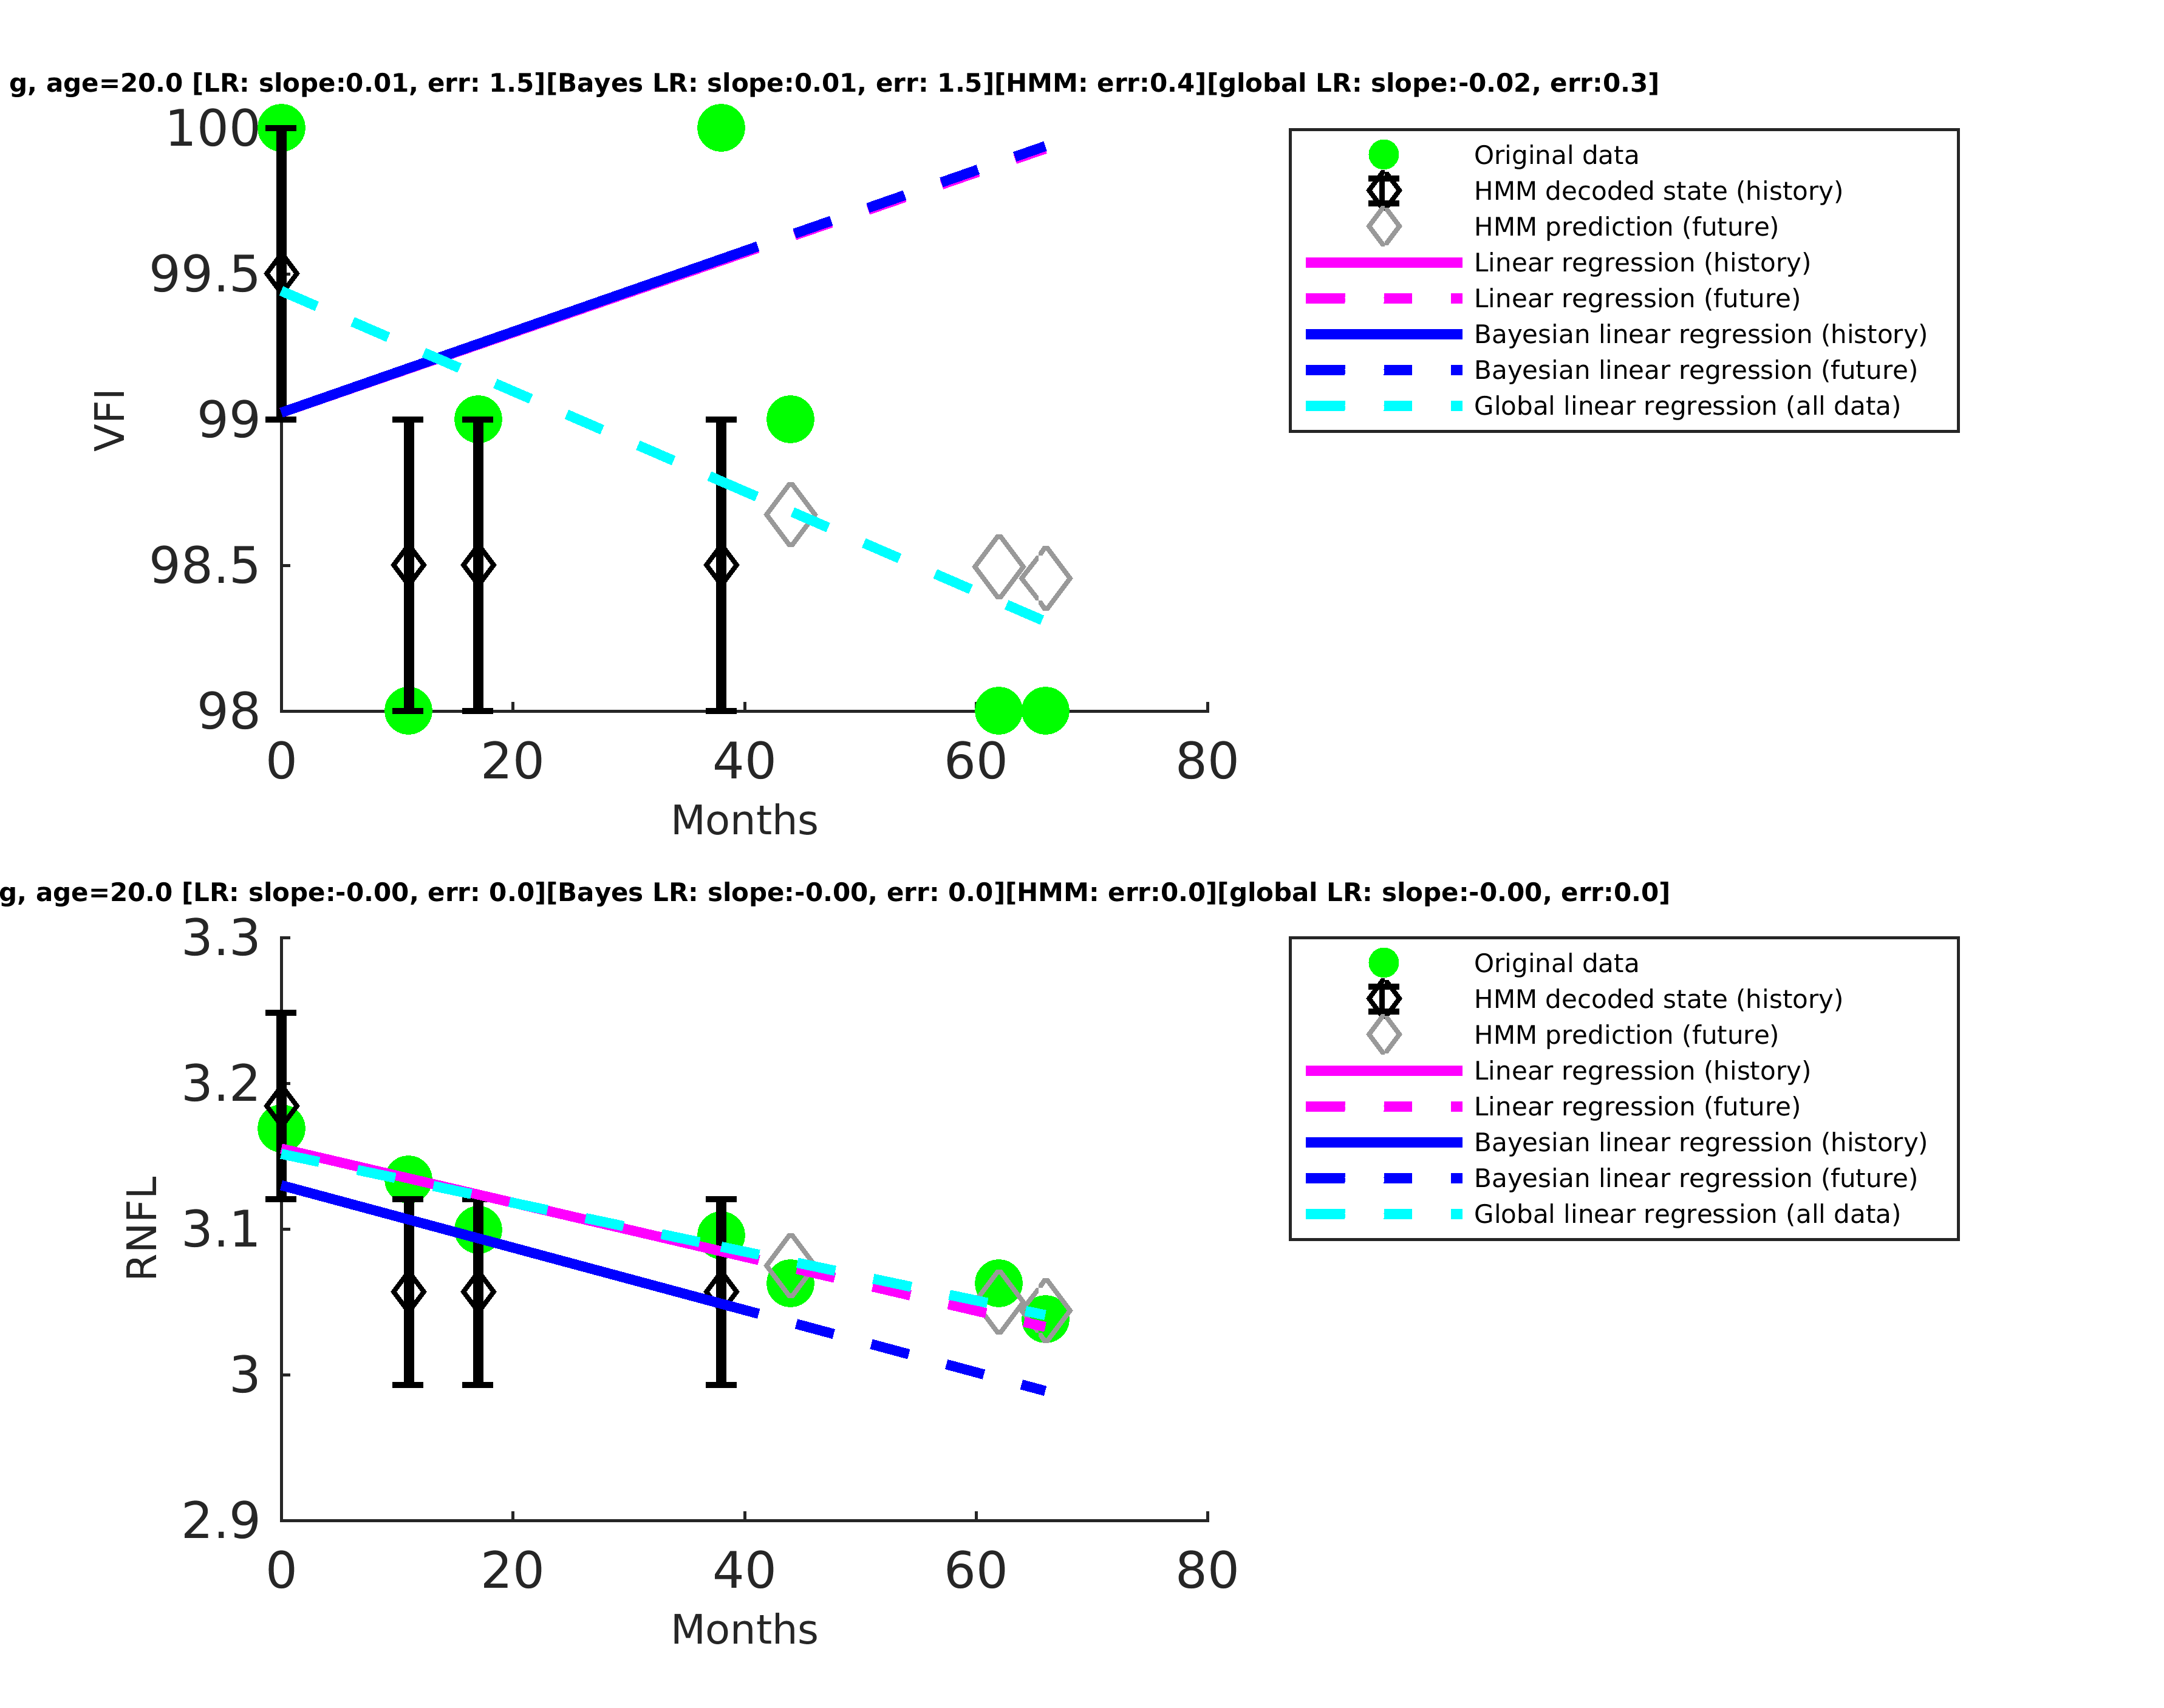 g, age=20.0 [LR: slope:0.01, err: 1.5][Bayes LR: slope:0.01, err: 1.5][HMM: err:0.4][global LR: slope:-0.02, err:0.3]
100
99.5
99
98.5
98
VFI
0 20 40 60 80
Months
Original data
HMM decoded state (history)
HMM prediction (future)
Linear regression (history)
Linear regression (future)
Bayesian linear regression (history)
Bayesian linear regression (future)
Global linear regression (all data)
g, age=20.0 [LR: slope:-0.00, err: 0.0][Bayes LR: slope:-0.00, err: 0.0][HMM: err:0.0][global LR: slope:-0.00, err:0.0]
3.3
3.2
3.1
3
2.9
RNFL
0 20 40 60 80
Months
Original data
HMM decoded state (history)
HMM prediction (future)
Linear regression (history)
Linear regression (future)
Bayesian linear regression (history)
Bayesian linear regression (future)
Global linear regression (all data)